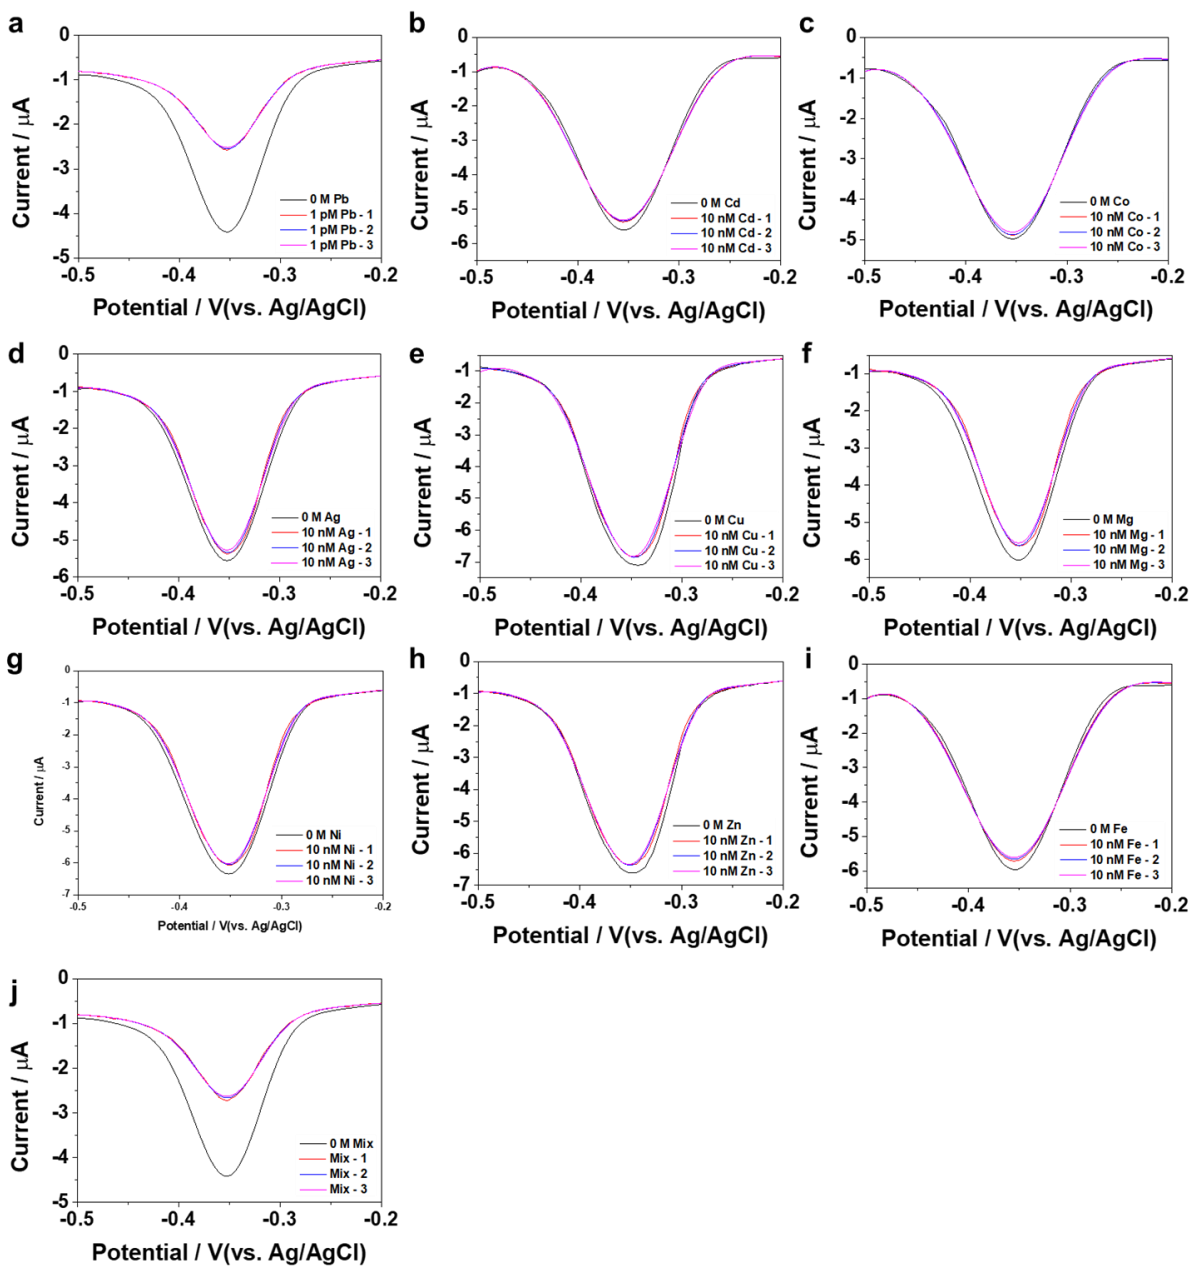 a
0
-1
-2
-3
-4
-5
-0.5
-0.4
-0.3
-0.2
Current / μA
Potential / V(vs. Ag/AgCl)
0 M Pb
1 pM Pb - 1
1 pM Pb - 2
1 pM Pb - 3
b
0
-1
-2
-3
-4
-5
-6
-0.5
-0.4
-0.3
-0.2
Current / μA
Potential / V(vs. Ag/AgCl)
0 M Cd
10 nM Cd - 1
10 nM Cd - 2
10 nM Cd - 3
c
0
-1
-2
-3
-4
-5
-0.5
-0.4
-0.3
-0.2
Current / μA
Potential / V(vs. Ag/AgCl)
0 M Co
10 nM Co - 1
10 nM Co - 2
10 nM Co - 3
d
0
-1
-2
-3
-4
-5
-6
-0.5
-0.4
-0.3
-0.2
Current / μA
Potential / V(vs. Ag/AgCl)
0 M Ag
10 nM Ag - 1
10 nM Ag - 2
10 nM Ag - 3
e
-1
-2
-3
-4
-5
-6
-7
-0.5
-0.4
-0.3
-0.2
Current / μA
Potential / V(vs. Ag/AgCl)
0 M Cu
10 nM Cu - 1
10 nM Cu - 2
10 nM Cu - 3
f
-1
-2
-3
-4
-5
-6
-0.5
-0.4
-0.3
-0.2
Current / μA
Potential / V(vs. Ag/AgCl)
0 M Mg
10 nM Mg - 1
10 nM Mg - 2
10 nM Mg - 3
g
0
-1
-2
-3
-4
-5
-6
-7
-0.5
-0.4
-0.3
-0.2
Current / μA
Potential / V(vs. Ag/AgCl)
0 M Ni
10 nM Ni - 1
10 nM Ni - 2
10 nM Ni - 3
h
0
-1
-2
-3
-4
-5
-6
-7
-0.5
-0.4
-0.3
-0.2
Current / μA
Potential / V(vs. Ag/AgCl)
0 M Zn
10 nM Zn - 1
10 nM Zn - 2
10 nM Zn - 3
i
0
-1
-2
-3
-4
-5
-6
-0.5
-0.4
-0.3
-0.2
Current / μA
Potential / V(vs. Ag/AgCl)
0 M Fe
10 nM Fe - 1
10 nM Fe - 2
10 nM Fe - 3
j
0
-1
-2
-3
-4
-5
-0.5
-0.4
-0.3
-0.2
Current / μA
Potential / V(vs. Ag/AgCl)
0 M Mix
Mix - 1
Mix - 2
Mix - 3